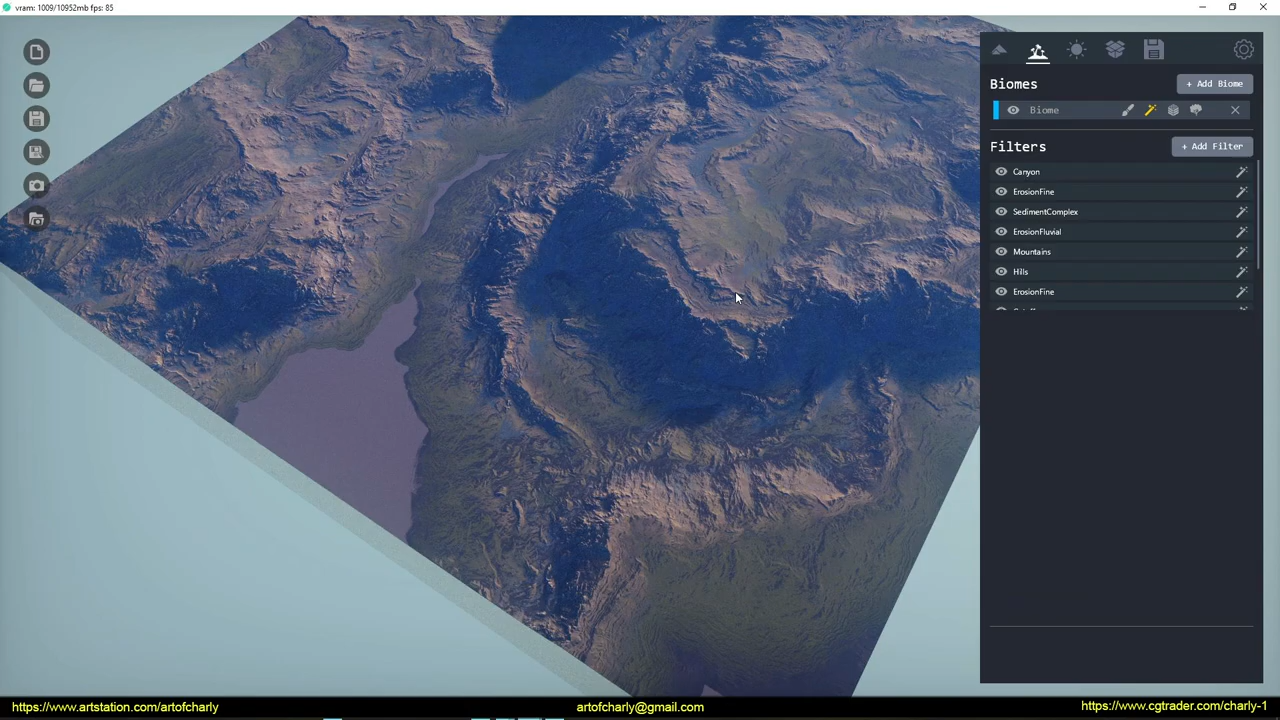 vram: 1009/10952mb fps: 85
Biomes
+ Add Biome
Biome
Filters
+ Add Filter
Canyon
ErosionFine
SedimentComplex
ErosionFluvial
Mountains
Hills
ErosionFine
https://www.artstation.com/artofcharly
artofcharly@gmail.com
https://www.cgtrader.com/charly-1